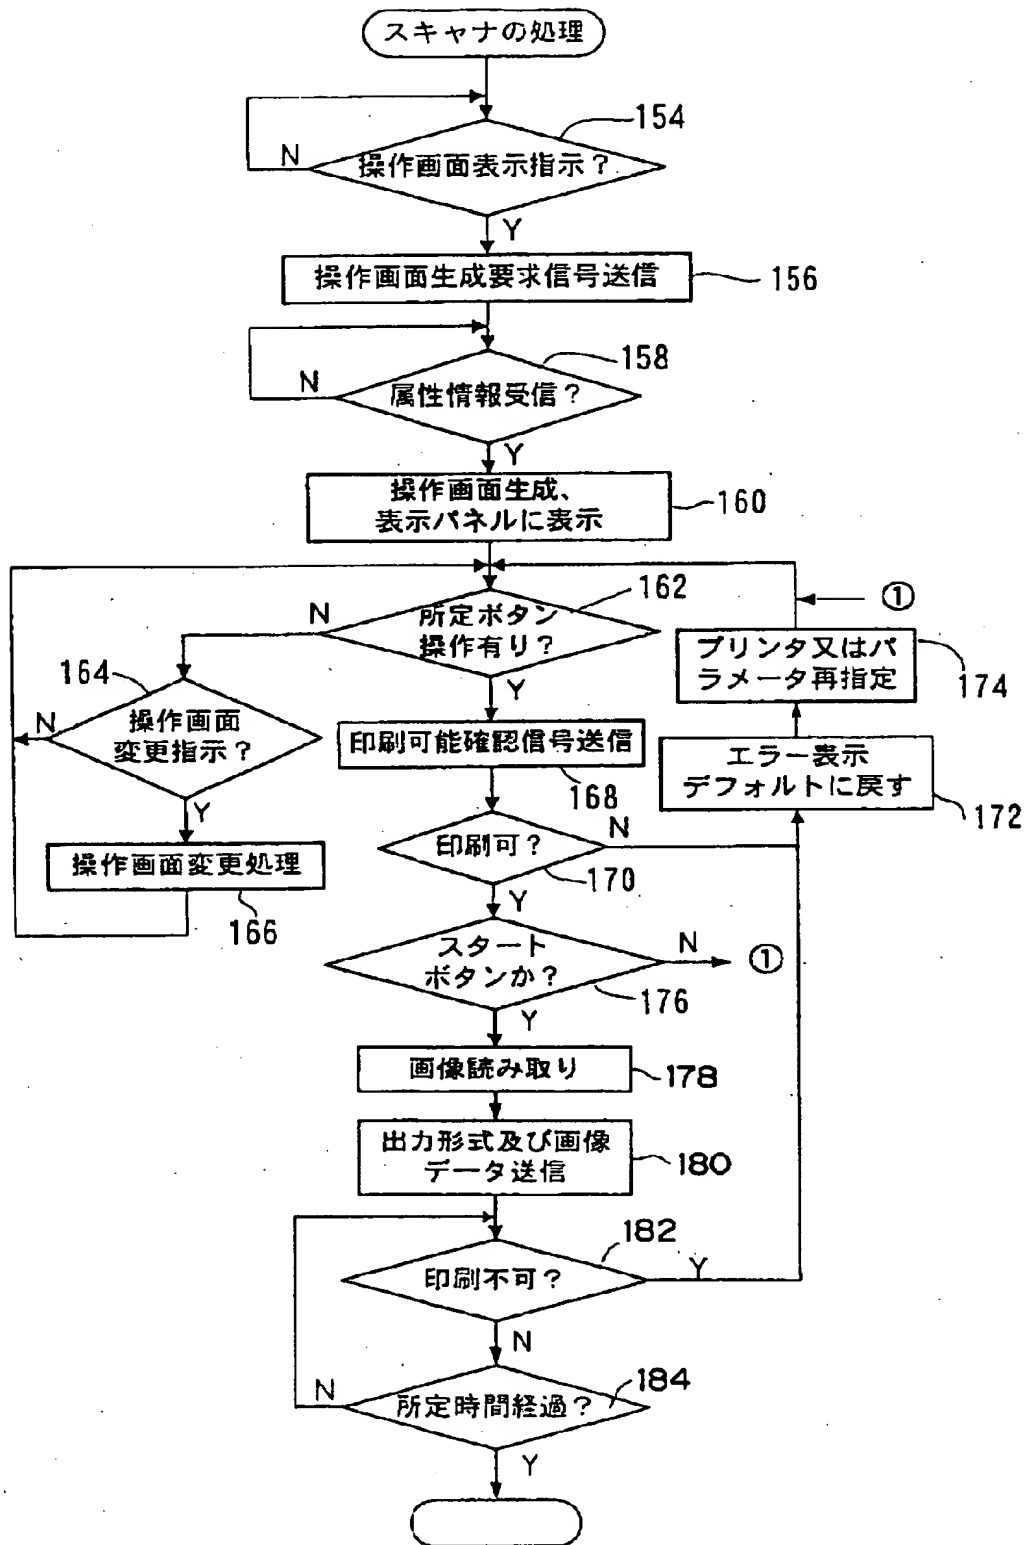 スキャナの処理
154
N
操作画面表示指示？
Y
操作画面生成要求信号送信
156
158
N
属性情報受信？
Y
操作画面生成、
表示パネルに表示
160
162
N
所定ボタン
操作有り？
Y
①
プリンタ又はパ
ラメータ再指定
174
164
N
操作画面
変更指示？
Y
印刷可能確認信号送信
168
エラー表示
デフォルトに戻す
172
操作画面変更処理
166
印刷可？
N
170
Y
スタート
ボタンか？
N
①
176
Y
画像読み取り
178
出力形式及び画像
データ送信
180
182
印刷不可？
Y
N
184
N
所定時間経過？
Y